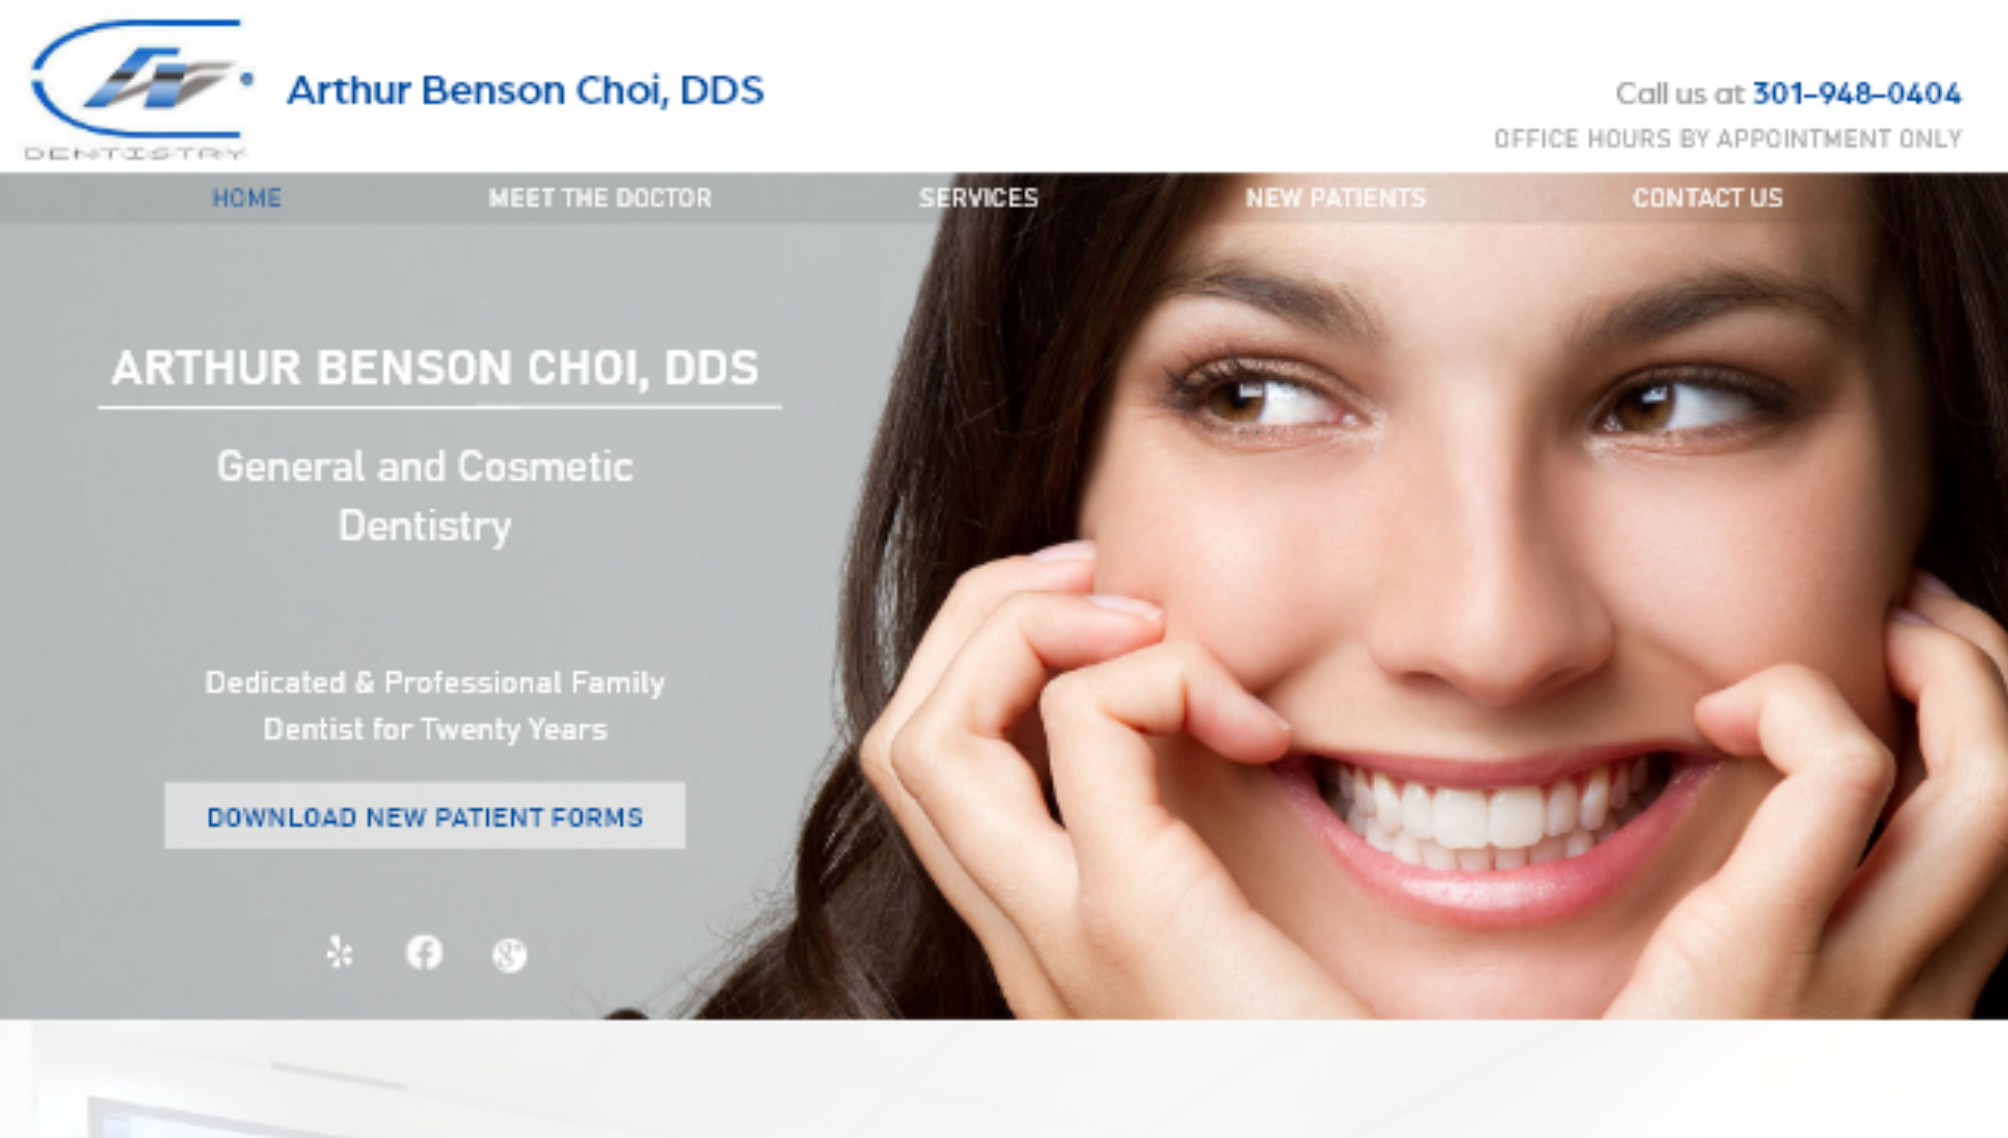 DENTISTRY
Arthur Benson Choi, DDS
Call us at 301-948-0404
OFFICE HOURS BY APPOINTMENT ONLY
HOME
MEET THE DOCTOR
SERVICES
NEW PATIENTS
CONTACT US
ARTHUR BENSON CHOI, DDS
General and Cosmetic
Dentistry
Dedicated & Professional Family
Dentist for Twenty Years
DOWNLOAD NEW PATIENT FORMS